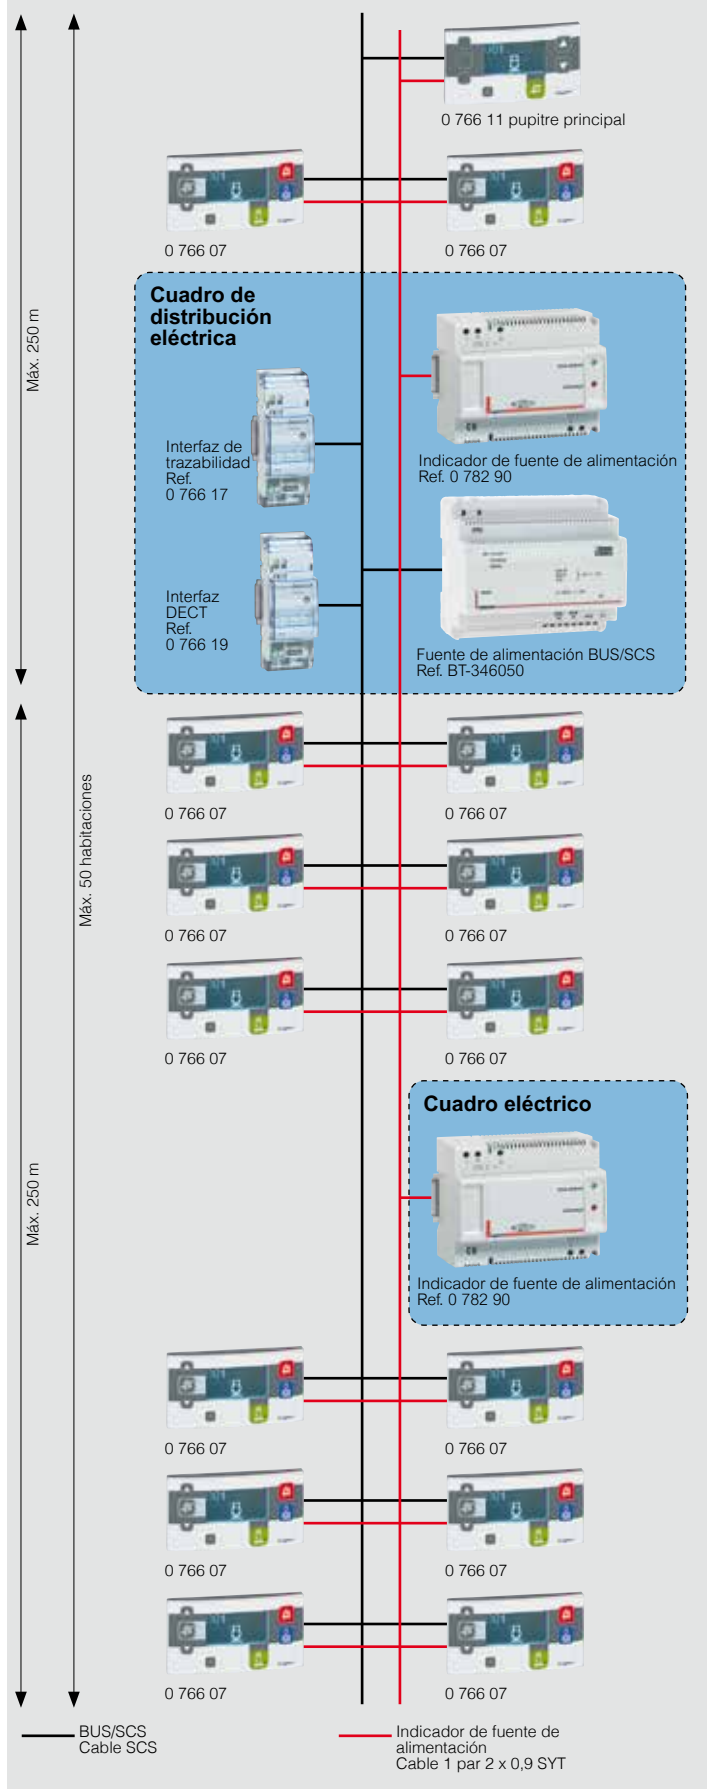 0 766 11 pupitre principal
0 766 07
0 766 07
Cuadro de
distribución
eléctrica
Interfaz de
trazabilidad
Ref.
0 766 17
Indicador de fuente de alimentación
Ref. 0 782 90
Interfaz
DECT
Ref.
0 766 19
Fuente de alimentación BUS/SCS
Ref. BT-346050
Máx. 250 m
Máx. 50 habitaciones
0 766 07
0 766 07
0 766 07
0 766 07
0 766 07
0 766 07
Cuadro eléctrico
Indicador de fuente de alimentación
Ref. 0 782 90
Máx. 250 m
0 766 07
0 766 07
0 766 07
0 766 07
0 766 07
0 766 07
BUS/SCS
Cable SCS
Indicador de fuente de
alimentación
Cable 1 par 2 x 0,9 SYT